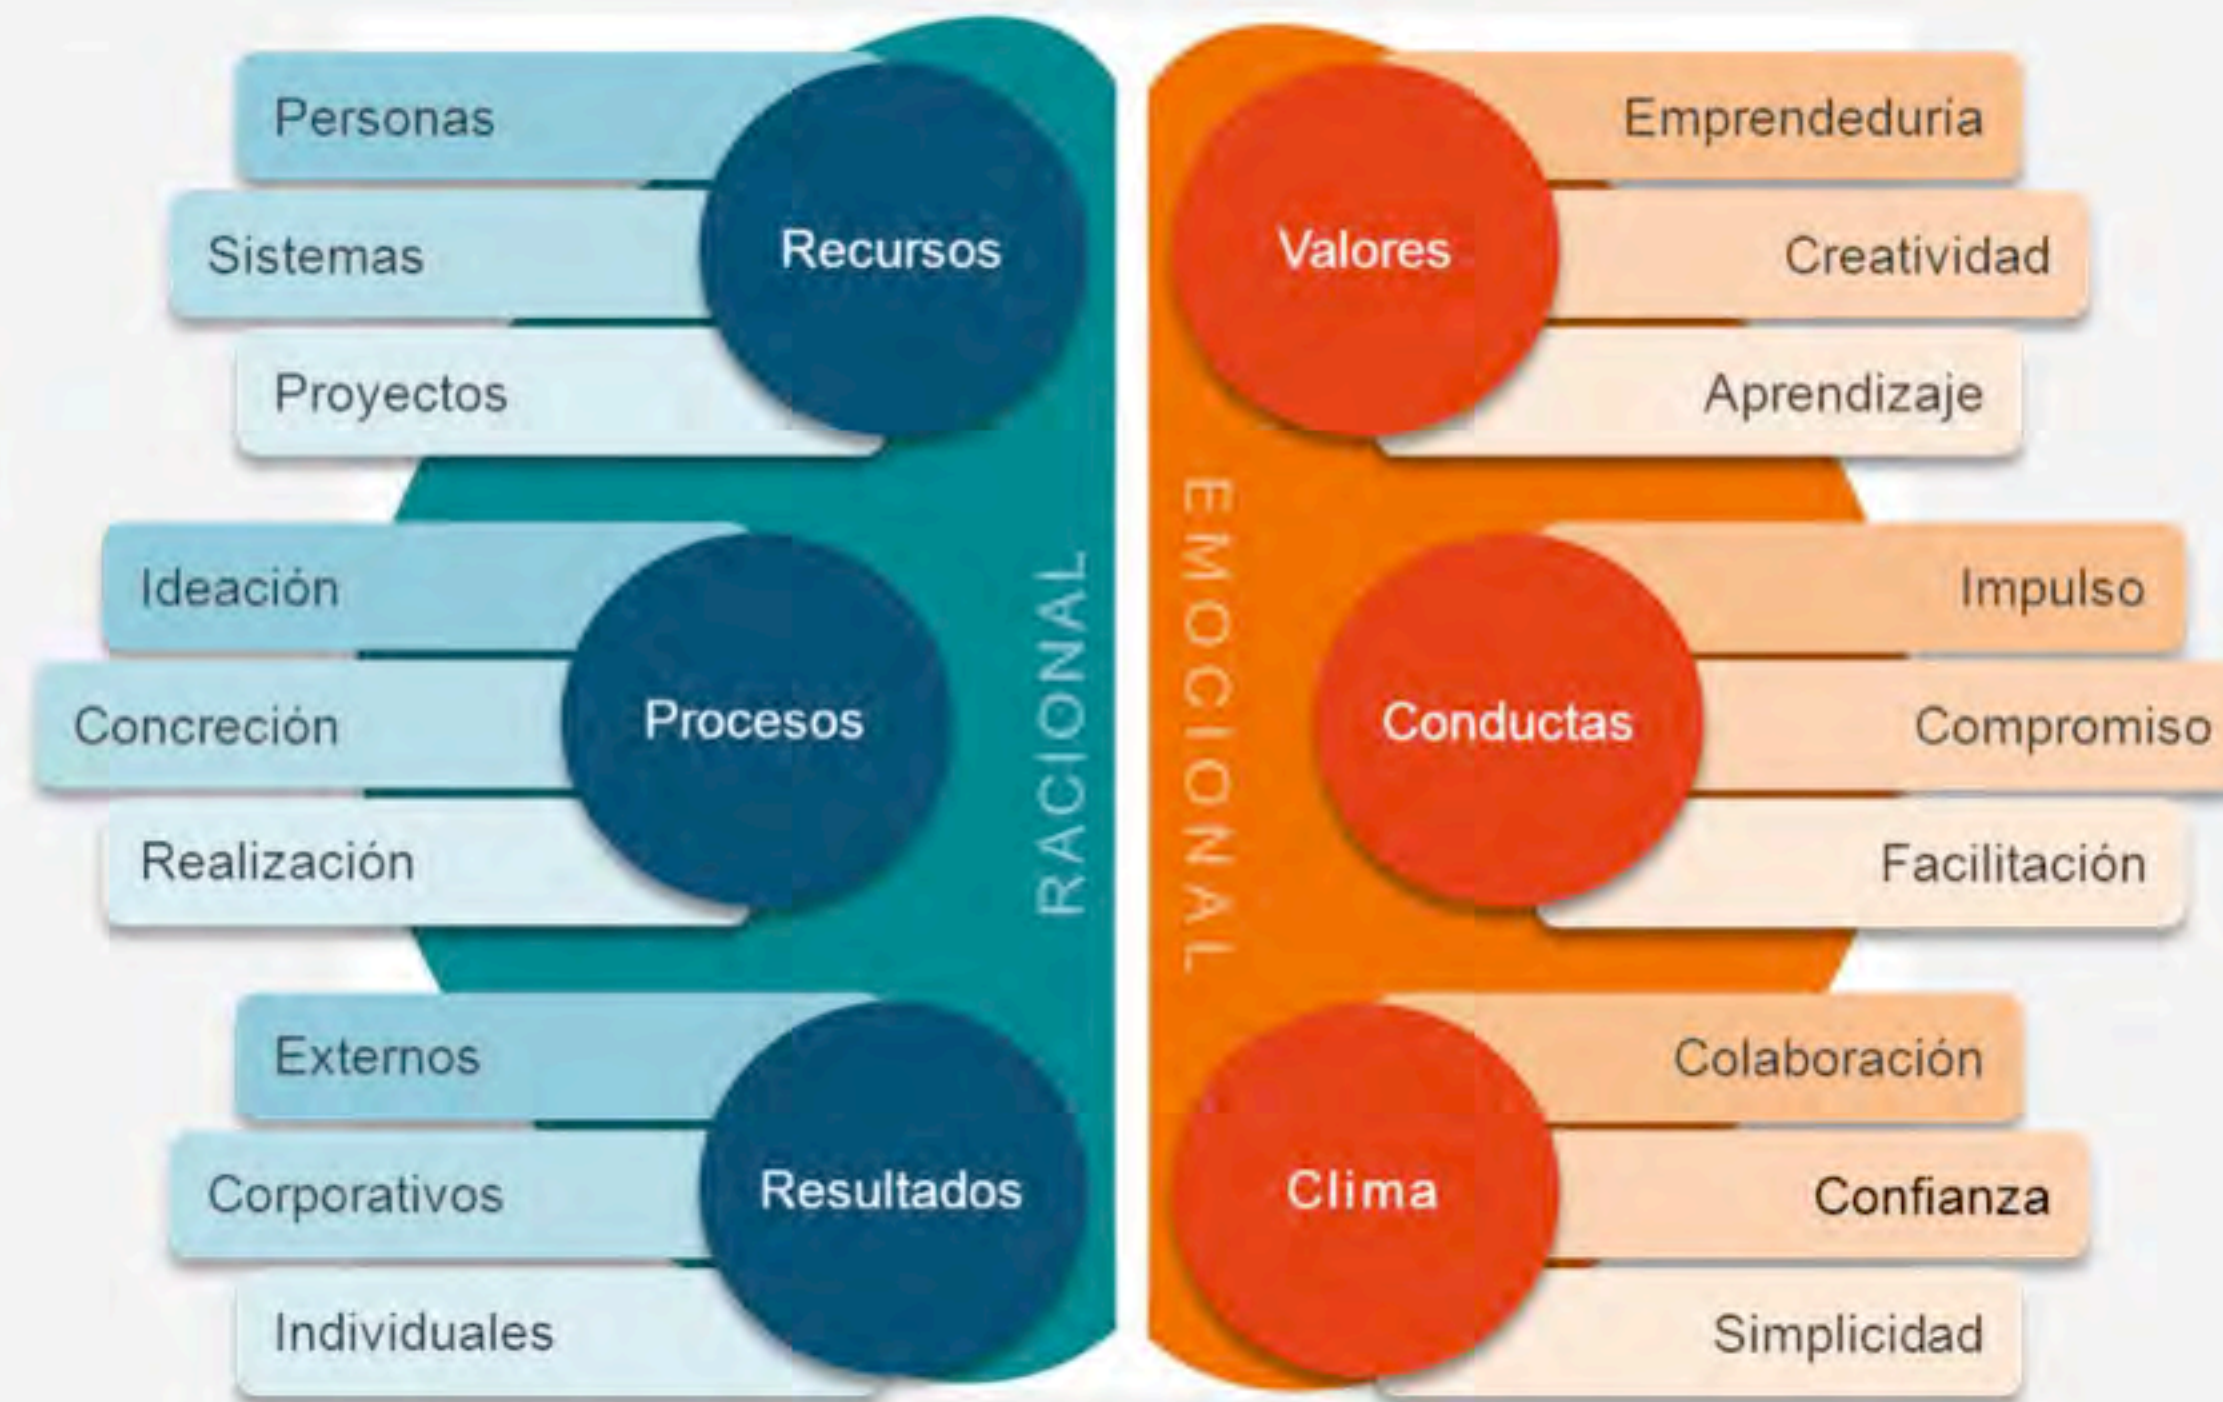 Personas
Sistemas
Proyectos
Recursos
Ideación
Concreción
Realización
Procesos
Externos
Corporativos
Individuales
Resultados
RACIONAL
EMOCIONAL
Valores
Emprendeduría
Creatividad
Aprendizaje
Conductas
Impulso
Compromiso
Facilitación
Clima
Colaboración
Confianza
Simplicidad